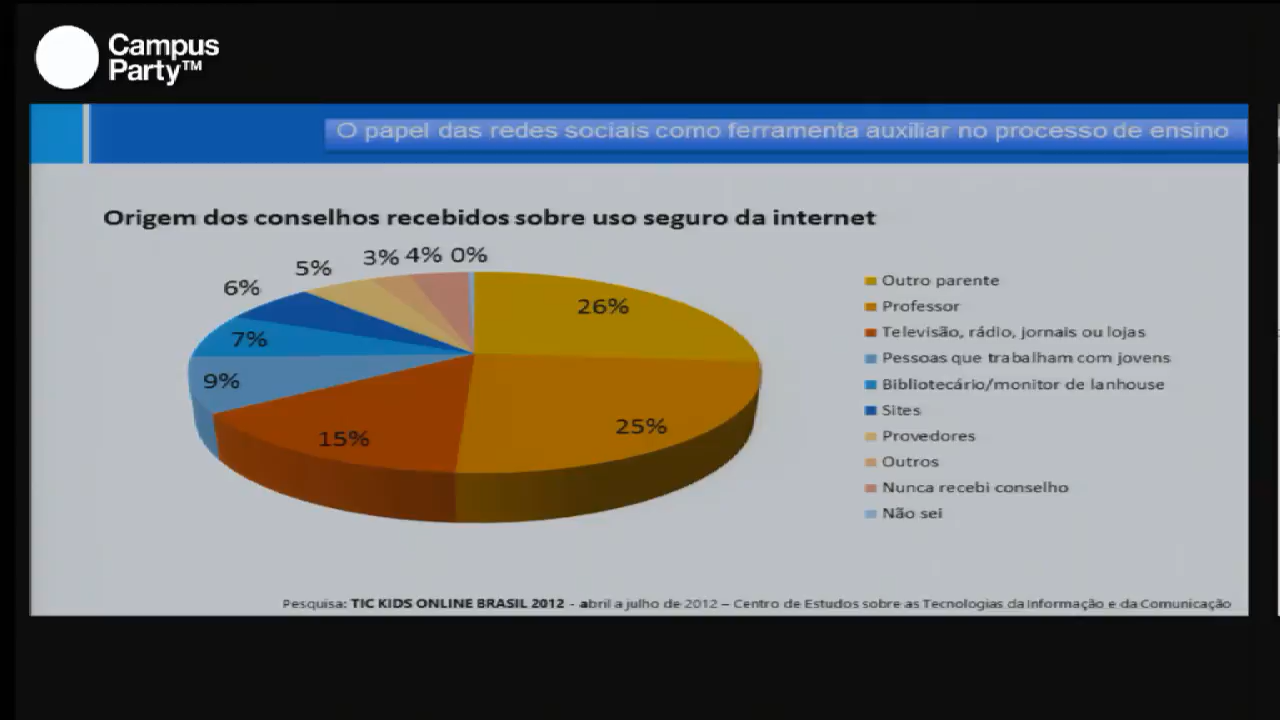 Campus
Party™
O papel das redes sociais como ferramenta auxiliar no processo de ensino
Origem dos conselhos recebidos sobre uso seguro da internet
0%
4%
3%
5%
6%
26%
7%
9%
25%
15%
Outro parente
Professor
Televisão, rádio, jornais ou lojas
Pessoas que trabalham com jovens
Bibliotecário/monitor de lanhouse
Sites
Provedores
Outros
Nunca recebi conselho
Não sei
Pesquisa: TIC KIDS ONLINE BRASIL 2012 - abril a julho de 2012 – Centro de Estudos sobre as Tecnologias da Informação e da Comunicação